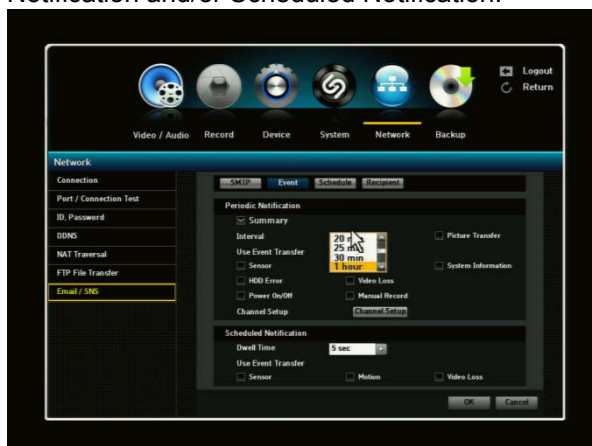 Notification and/or Scheduled Notification.
Logout
Return
Video / Audio Record Device System Network Backup
Network
Connection
Port / Connection Test
ID, Password
DDNS
NAT Traversal
FTP File Transfer
Email / SNS
SMTP Event Schedule Recipient
Periodic Notification
Summary
Interval Picture Transfer
20
25 min
30 min
1 hour
Use Event Transfer
Sensor System Information
HDD Error Video Loss
Power On/Off Manual Record
Channel Setup Channel Setup
Scheduled Notification
Dwell Time 5 sec
Use Event Transfer
Sensor Motion Video Loss
OK Cancel